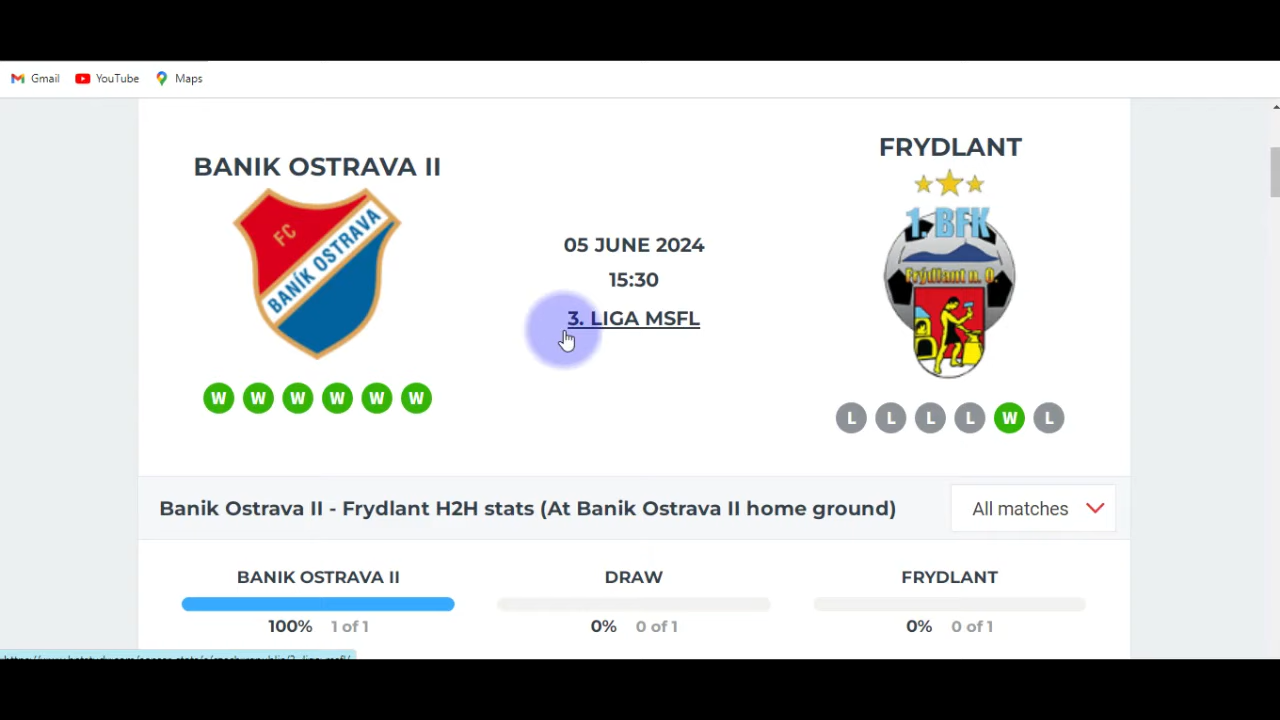 Gmail YouTube Maps
BANIK OSTRAVA II
FC
BANÍK OSTRAVA
W W W W W W
05 JUNE 2024
15:30
3. LIGA MSFL
FRYDLANT
1. BFK
Frýdlant n. O.
L L L L W L
Banik Ostrava II - Frydlant H2H stats (At Banik Ostrava II home ground)
All matches
BANIK OSTRAVA II
100% 1 of 1
DRAW
0% 0 of 1
FRYDLANT
0% 0 of 1